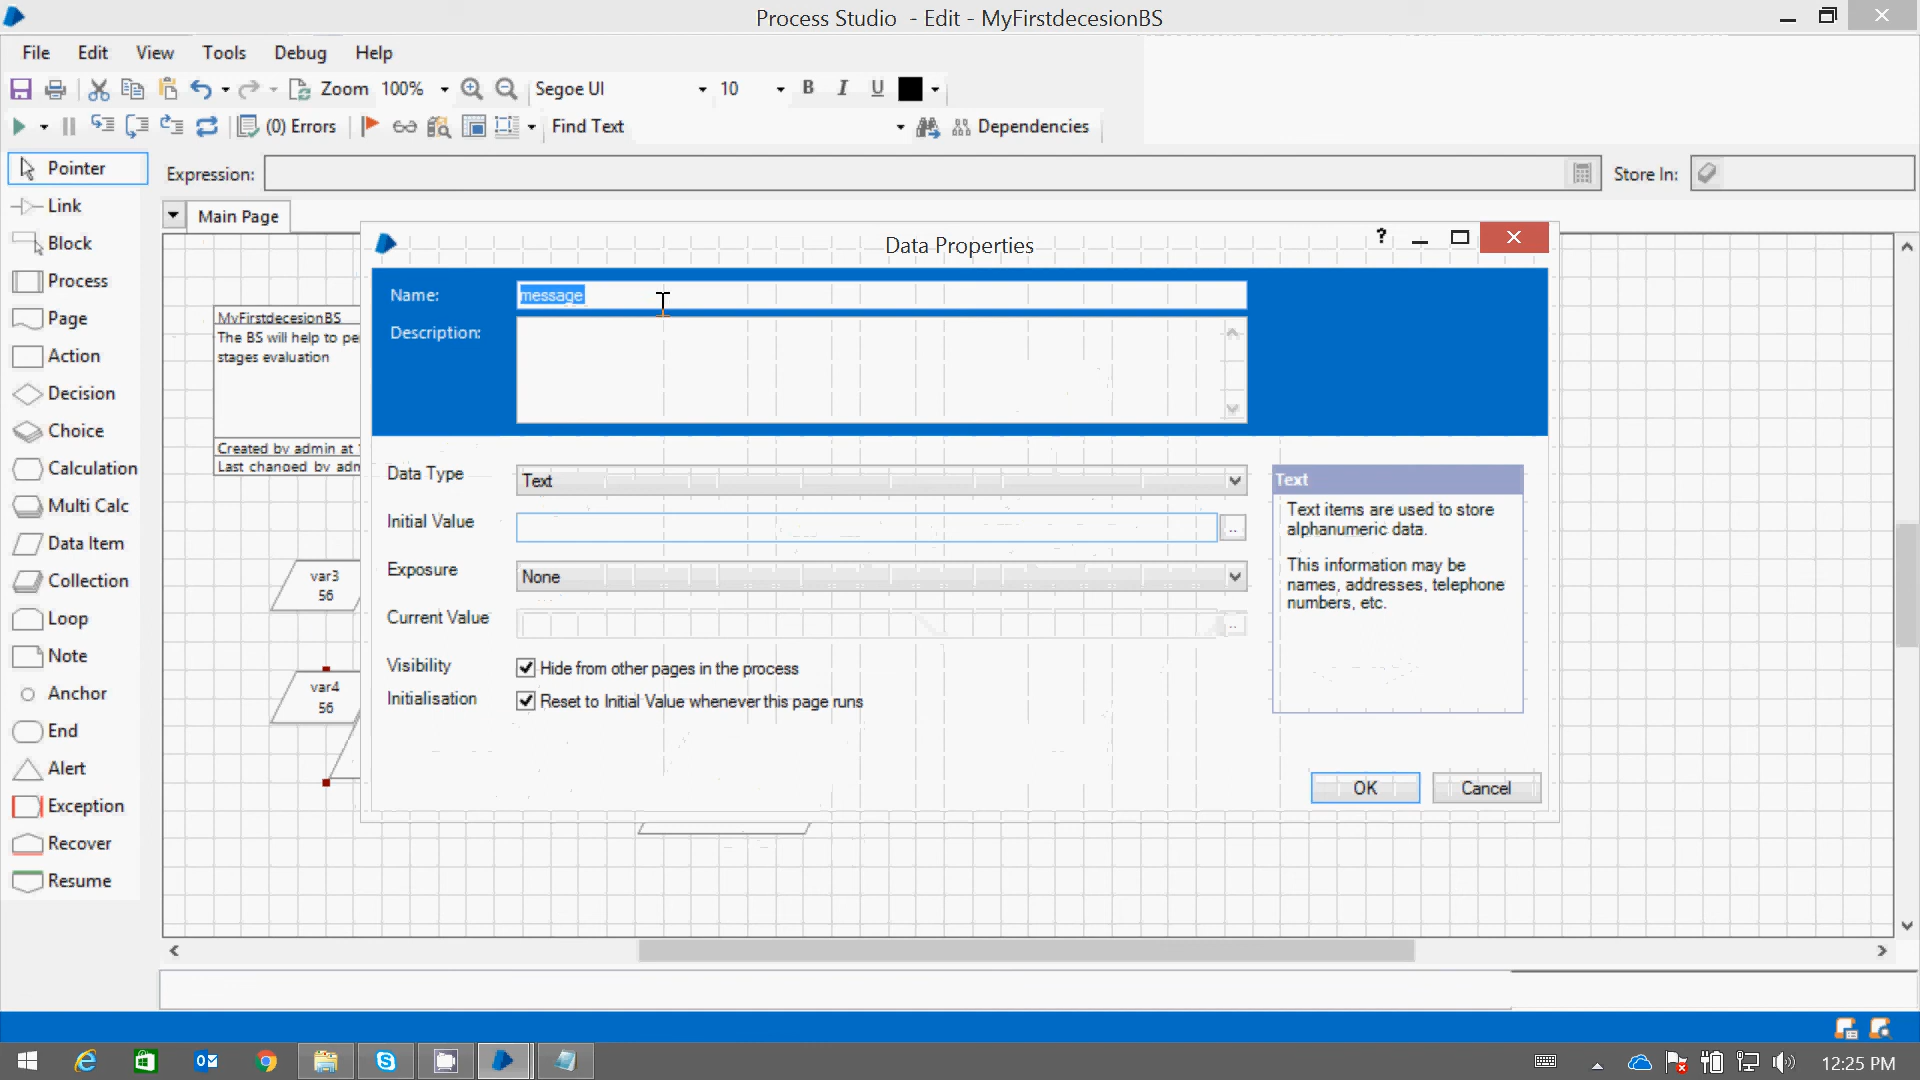 Process Studio - Edit - MyFirstdecesionBS
File Edit View Tools Debug Help
Zoom 100% Segoe UI 10 B I U
(0) Errors Find Text Dependencies
Pointer
Expression: Store In:
Link
Main Page
Block
Process
Page
Action
Decision
Choice
Calculation
Multi Calc
Data Item
Collection
Loop
Note
Anchor
End
Alert
Exception
Recover
Resume
MyFirstdecesionBS
The BS will help to
stages evaluation
Created by admin at
Last changed by
var3
56
var4
56
Data Properties
?
Name: message
Description:
Data Type Text
Initial Value
..
Exposure None
Current Value
..
Visibility Hide from other pages in the process
Initialisation Reset to Initial Value whenever this page runs
Text
Text items are used to store
alphanumeric data.
This information may be
names, addresses, telephone
numbers, etc.
OK Cancel
12:25 PM